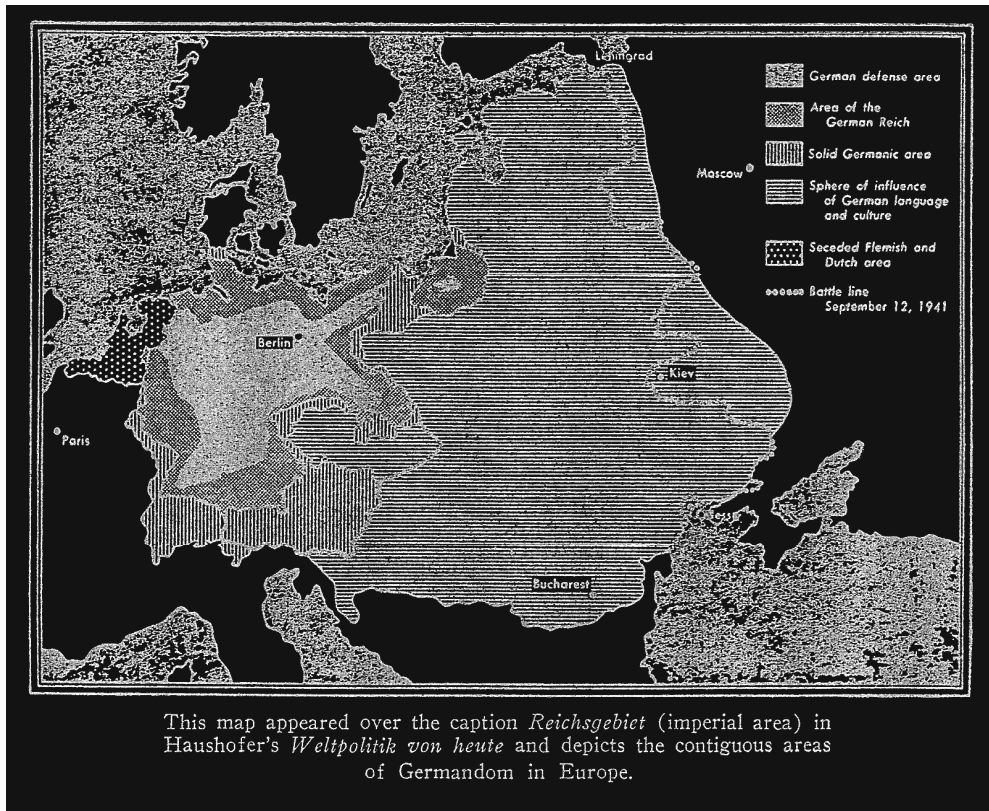 Leningrad
German defense area
Area of the
German Reich
Solid Germanic area
Moscow
Sphere of influence
of German language
and culture
Seceded Flemish and
Dutch area
Battle line
September 12, 1941
Berlin
Kiev
Paris
Bucharest
This map appeared over the caption Reichsgebiet (imperial area) in
Haushofer's Weltpolitik von heute and depicts the contiguous areas
of Germandom in Europe.